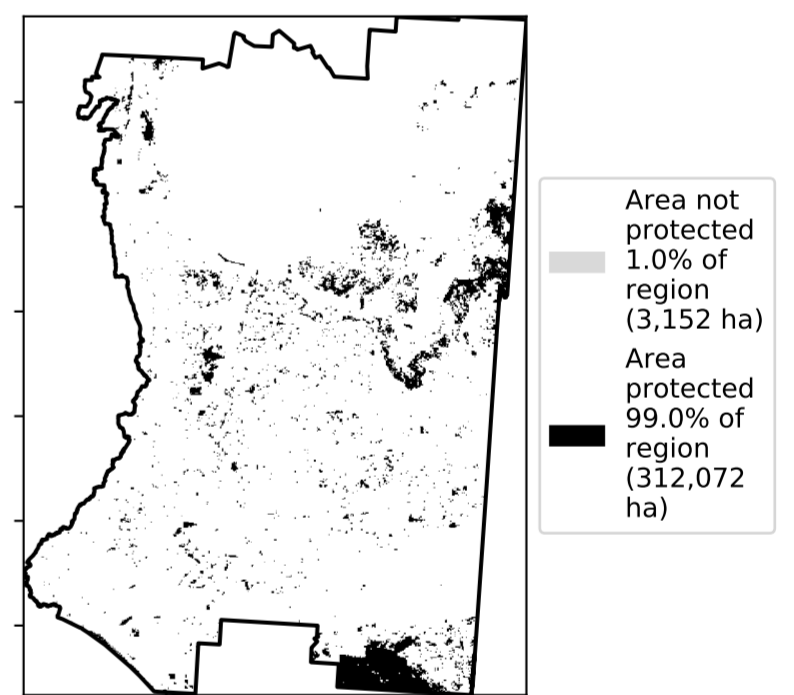 Area not
protected
1.0% of
region
(3,152 ha)
Area
protected
99.0% of
region
(312,072
ha)